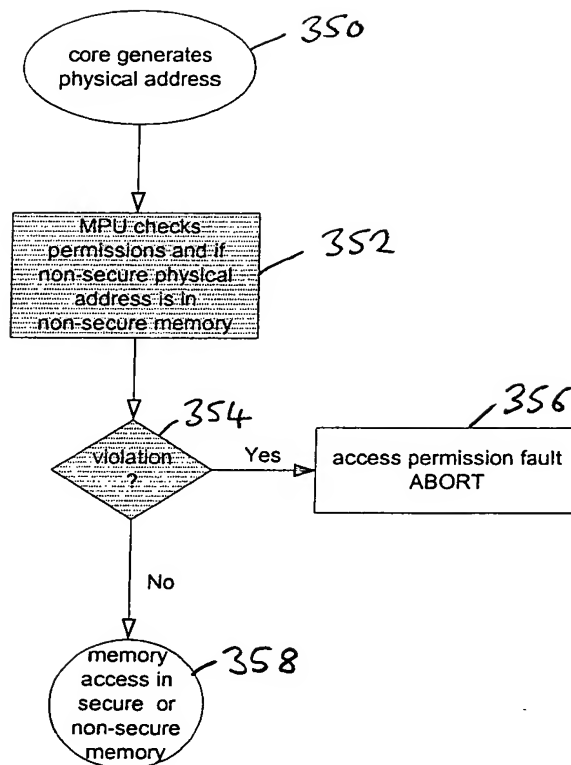 core generates
physical address
350
MPU checks
permissions and if
non-secure physical
address is in
non-secure memory
352
354
violation
?
Yes
356
access permission fault
ABORT
No
memory
access in
secure or
non-secure
memory
358